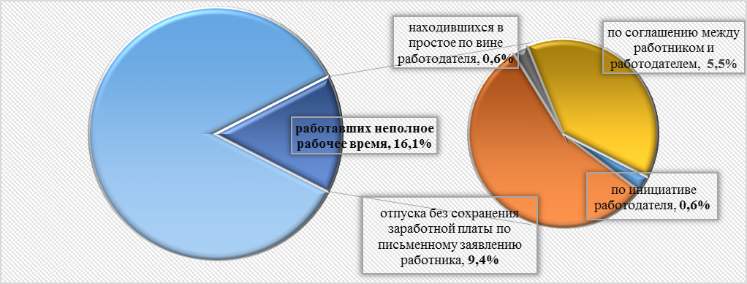 находившихся в
простое по вине
работодателя, 0,6%
по соглашению между
работником и
работодателем,  5,5%
работавших неполное
рабочее время, 16,1%
по инициативе
работодателя, 0,6%
отпуска без сохранения
заработной платы по
письменному заявлению
работника, 9,4%